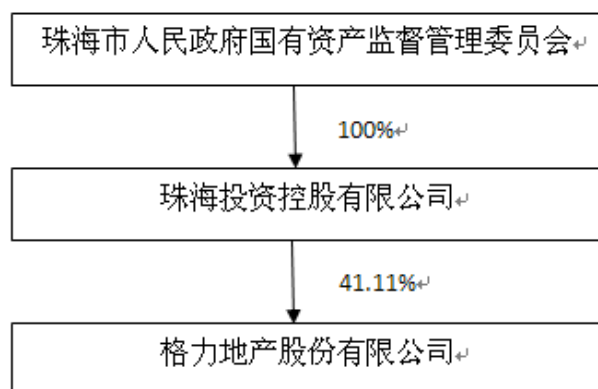 珠海市人民政府国有资产监督管理委员会↵
100%↵
珠海投资控股有限公司↵
41.11%↵
格力地产股份有限公司↵